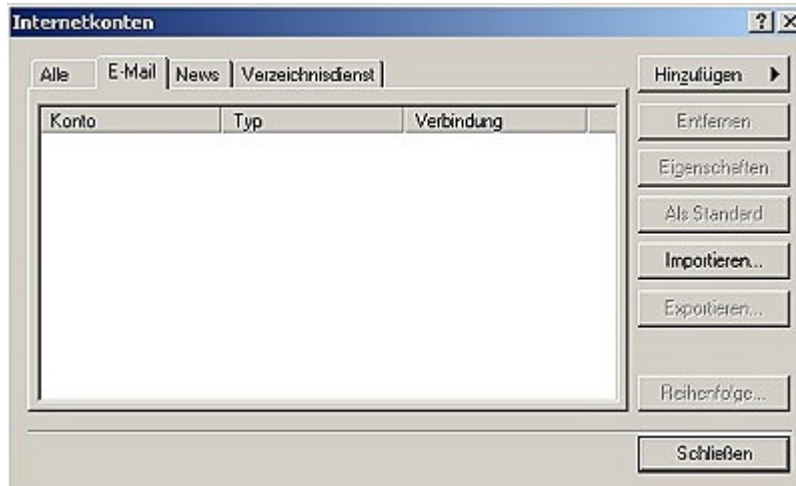 Internetkonten
Alle E-Mail News Verzeichnisdienst
Konto Typ Verbindung
Hinzufügen
Entfernen
Eigenschaften
Als Standard
Importieren...
Exportieren...
Reihenfolge...
Schließen